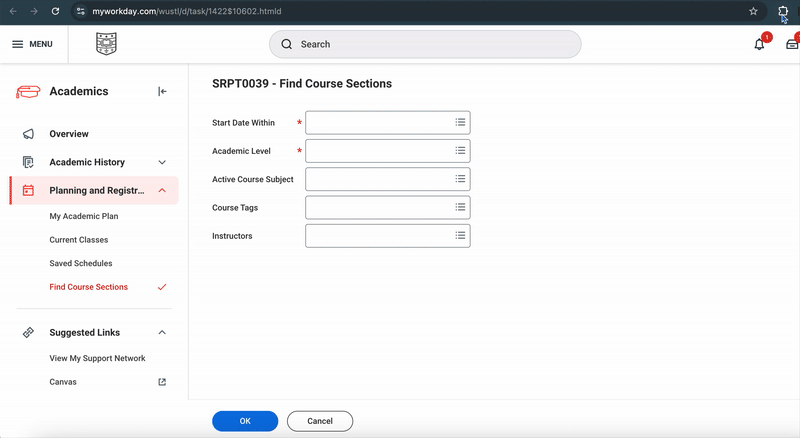 myworkday.com/wustl/d/task/1422$10602.htmld
MENU
Search
1
Academics
Overview
Academic History
Planning and Registr...
My Academic Plan
Current Classes
Saved Schedules
Find Course Sections
Suggested Links
View My Support Network
Canvas
SRPT0039 - Find Course Sections
Start Date Within *
Academic Level *
Active Course Subject
Course Tags
Instructors
OK
Cancel